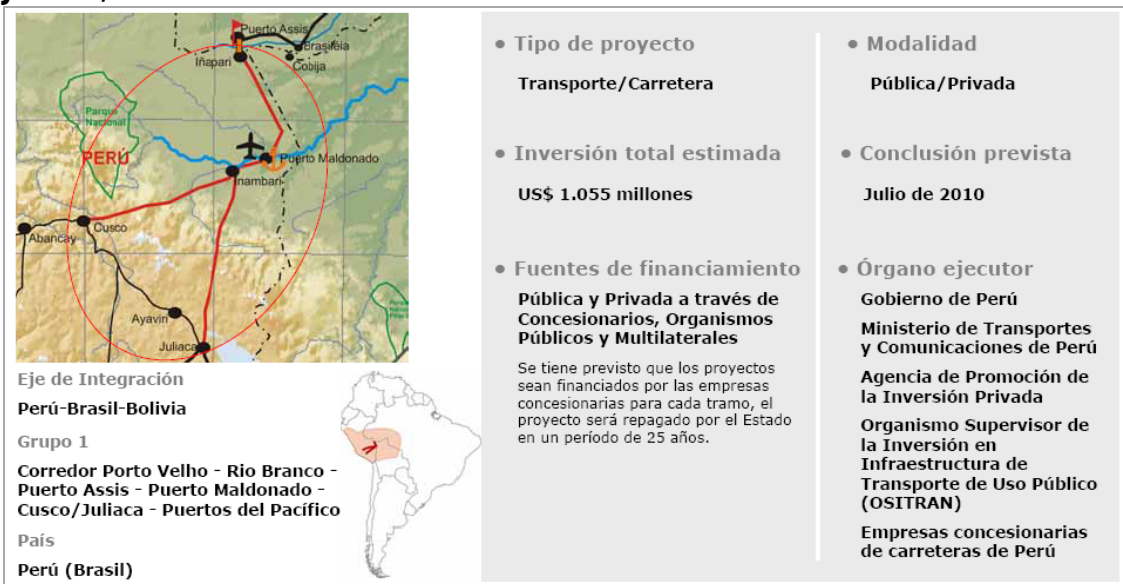 Puerto Assis
Brasiléia
Iñapari
Cobija
Parque
Nacional
PERÚ
Puerto Maldonado
Inambari
Cusco
Abancay
Ayaviri
Juliaca
Eje de Integración
Perú-Brasil-Bolivia
Grupo 1
Corredor Porto Velho - Rio Branco -
Puerto Assis - Puerto Maldonado -
Cusco/Juliaca - Puertos del Pacífico
País
Perú (Brasil)
• Tipo de proyecto
Transporte/Carretera
• Inversión total estimada
US$ 1.055 millones
• Fuentes de financiamiento
Pública y Privada a través de
Concesionarios, Organismos
Públicos y Multilaterales
Se tiene previsto que los proyectos
sean financiados por las empresas
concesionarias para cada tramo, el
proyecto será repagado por el Estado
en un período de 25 años.
• Modalidad
Pública/Privada
• Conclusión prevista
Julio de 2010
• Órgano ejecutor
Gobierno de Perú
Ministerio de Transportes
y Comunicaciones de Perú
Agencia de Promoción de
la Inversión Privada
Organismo Supervisor de
la Inversión en
Infraestructura de
Transporte de Uso Público
(OSITRAN)
Empresas concesionarias
de carreteras de Perú